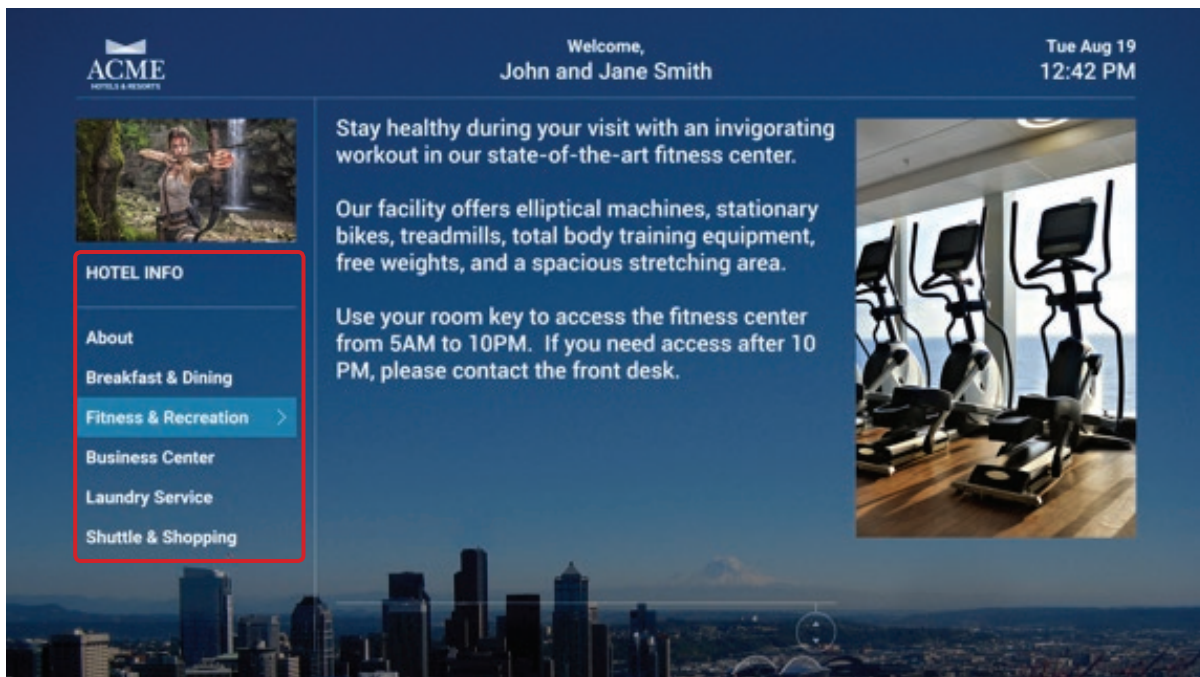 ACME
HOTELS & RESORTS
Welcome,
John and Jane Smith
Tue Aug 19
12:42 PM
HOTEL INFO
About
Breakfast & Dining
Fitness & Recreation
Business Center
Laundry Service
Shuttle & Shopping
Stay healthy during your visit with an invigorating
workout in our state-of-the-art fitness center.
Our facility offers elliptical machines, stationary
bikes, treadmills, total body training equipment,
free weights, and a spacious stretching area.
Use your room key to access the fitness center
from 5AM to 10PM. If you need access after 10
PM, please contact the front desk.